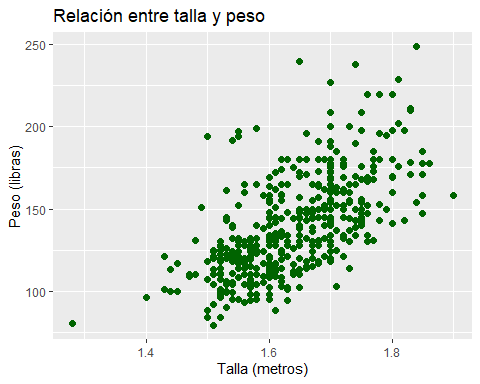 Relación entre talla y peso
250
200
150
100
Peso (libras)
1.4 1.6 1.8
Talla (metros)